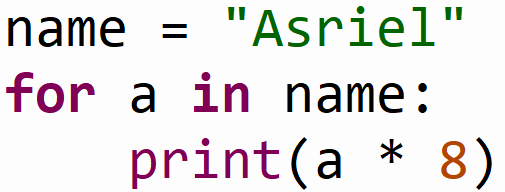 name = "Asriel"
for a in name:
    print(a * 8)